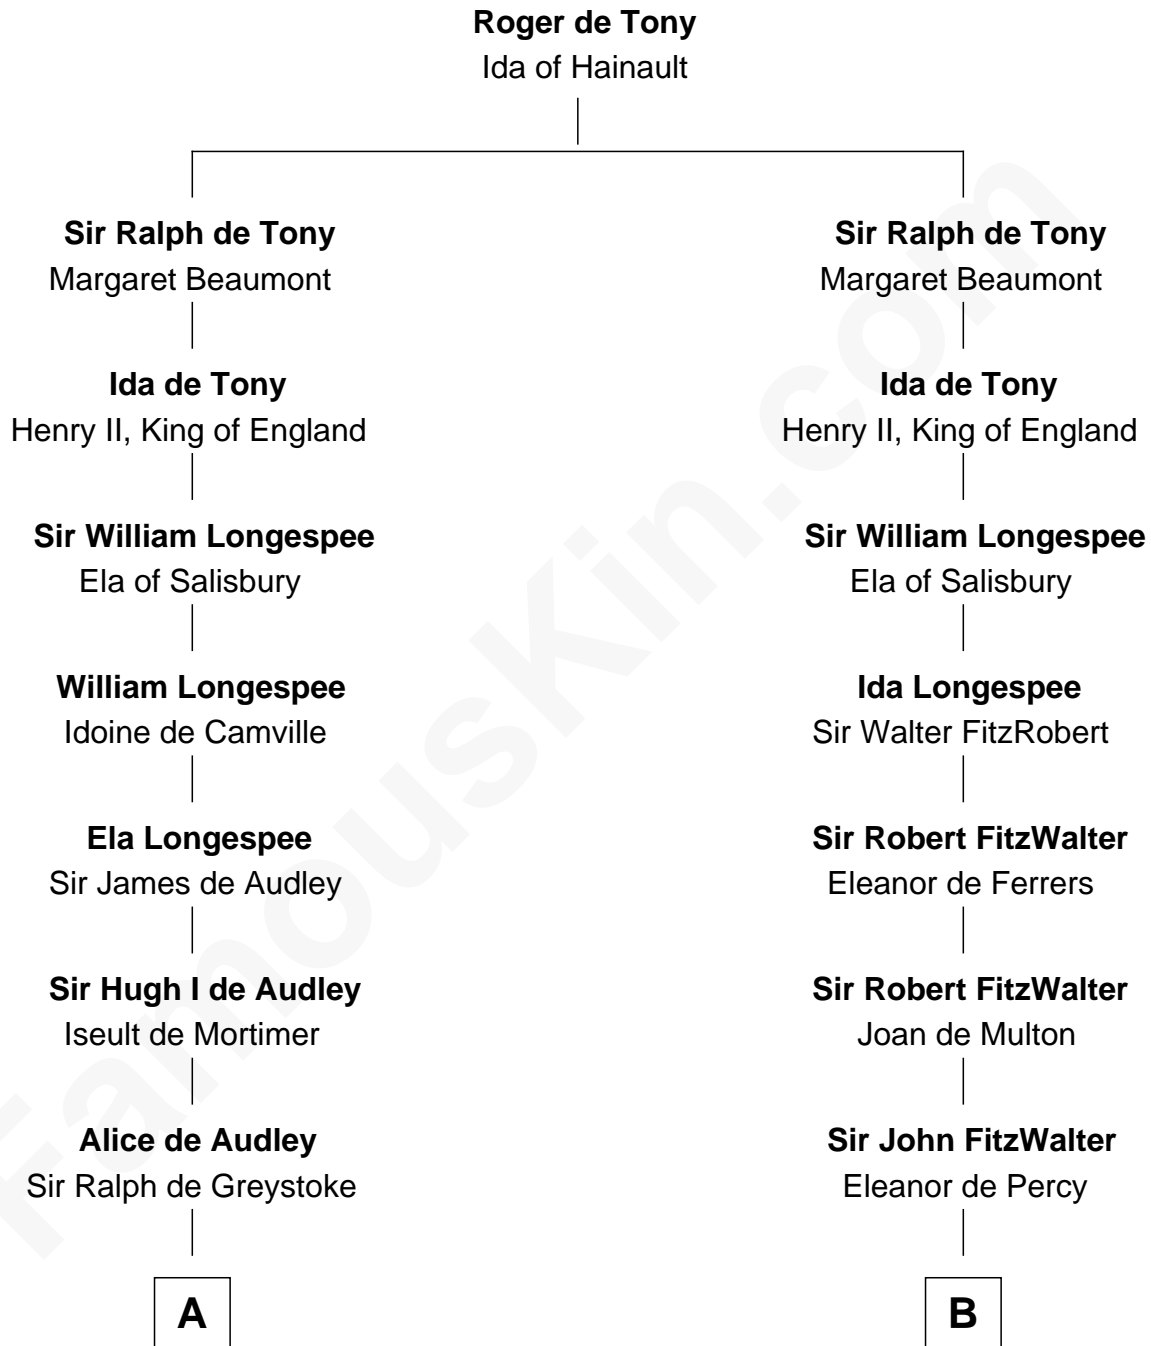 Roger de Tony
Ida of Hainault
Sir Ralph de Tony
Margaret Beaumont
Sir Ralph de Tony
Margaret Beaumont
Ida de Tony
Henry II, King of England
Ida de Tony
Henry II, King of England
Sir William Longespee
Ela of Salisbury
Sir William Longespee
Ela of Salisbury
William Longespee
Idoine de Camville
Ida Longespee
Sir Walter FitzRobert
Ela Longespee
Sir James de Audley
Sir Robert FitzWalter
Eleanor de Ferrers
Sir Hugh I de Audley
Iseult de Mortimer
Sir Robert FitzWalter
Joan de Multon
Alice de Audley
Sir Ralph de Greystoke
Sir John FitzWalter
Eleanor de Percy
A
B
FamousKin.com